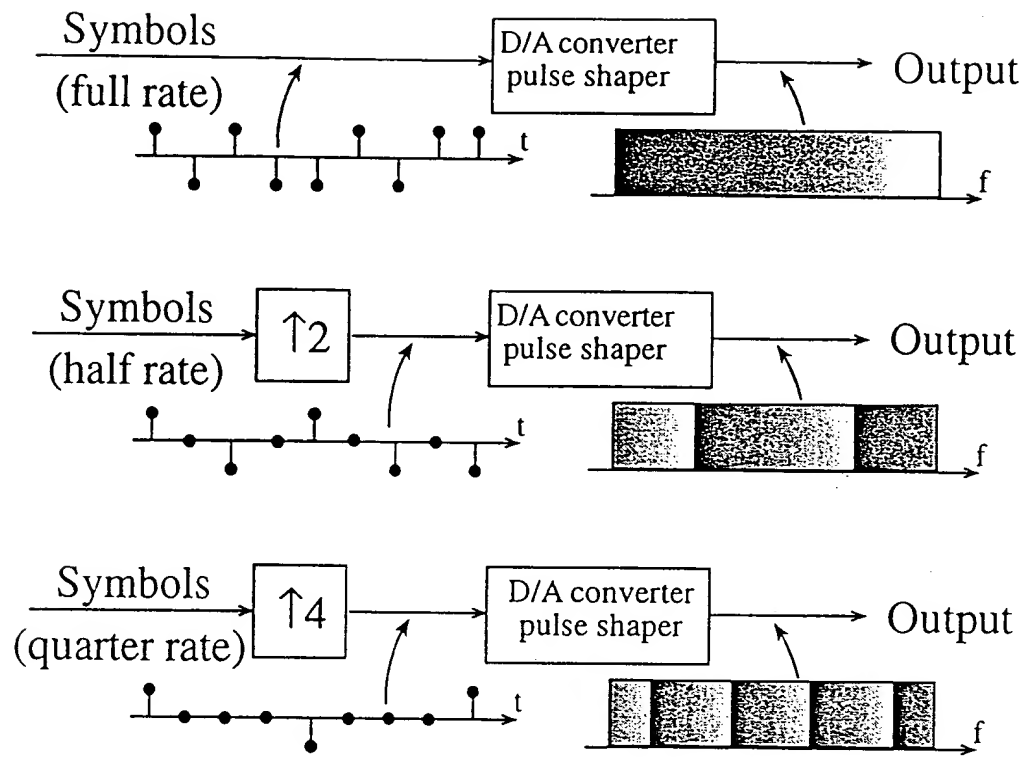 Symbols
(full rate)
D/A converter
pulse shaper
Output
t
f
Symbols
(half rate)
↑2
D/A converter
pulse shaper
Output
t
f
Symbols
(quarter rate)
↑4
D/A converter
pulse shaper
Output
t
f